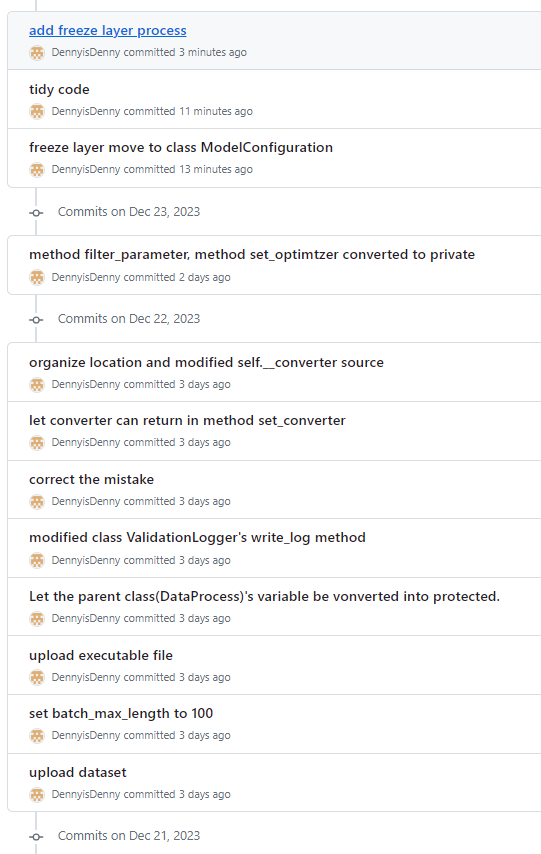 add freeze layer process
DennyisDenny committed 3 minutes ago
tidy code
DennyisDenny committed 11 minutes ago
freeze layer move to class ModelConfiguration
DennyisDenny committed 13 minutes ago
Commits on Dec 23, 2023
method filter_parameter, method set_optimtzer converted to private
DennyisDenny committed 2 days ago
Commits on Dec 22, 2023
organize location and modified self.__converter source
DennyisDenny committed 3 days ago
let converter can return in method set_converter
DennyisDenny committed 3 days ago
correct the mistake
DennyisDenny committed 3 days ago
modified class ValidationLogger's write_log method
DennyisDenny committed 3 days ago
Let the parent class(DataProcess)'s variable be vonverted into protected.
DennyisDenny committed 3 days ago
upload executable file
DennyisDenny committed 3 days ago
set batch_max_length to 100
DennyisDenny committed 3 days ago
upload dataset
DennyisDenny committed 3 days ago
Commits on Dec 21, 2023